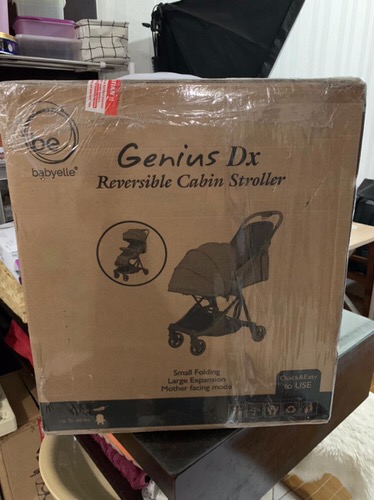 be
babyelle
Genius Dx
Reversible Cabin Stroller
Small Folding
Large Expansion
Mother facing mode
Quick & Easy
to USE